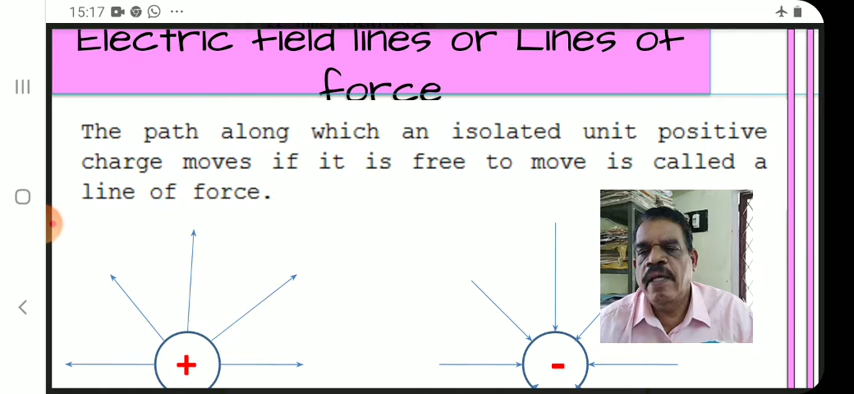 15:17
Electric Field lines or Lines of
force
The path along which an isolated unit positive
charge moves if it is free to move is called a
line of force.
+
-